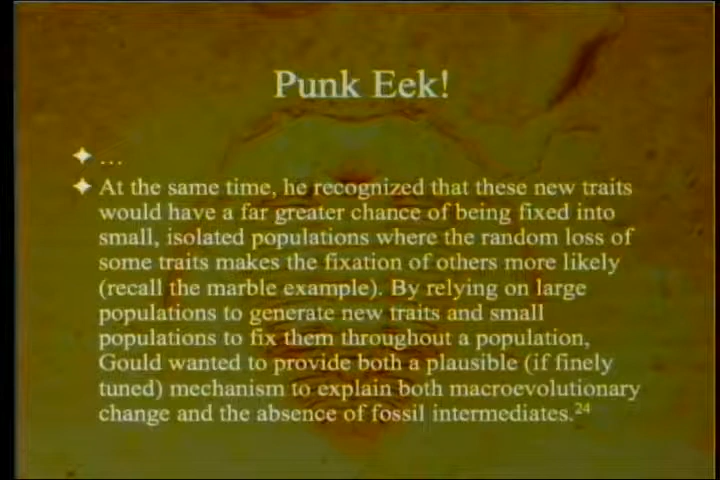 Punk Eek!
✦ ...
✦ At the same time, he recognized that these new traits
would have a far greater chance of being fixed into
small, isolated populations where the random loss of
some traits makes the fixation of others more likely
(recall the marble example). By relying on large
populations to generate new traits and small
populations to fix them throughout a population,
Gould wanted to provide both a plausible (if finely
tuned) mechanism to explain both macroevolutionary
change and the absence of fossil intermediates.24